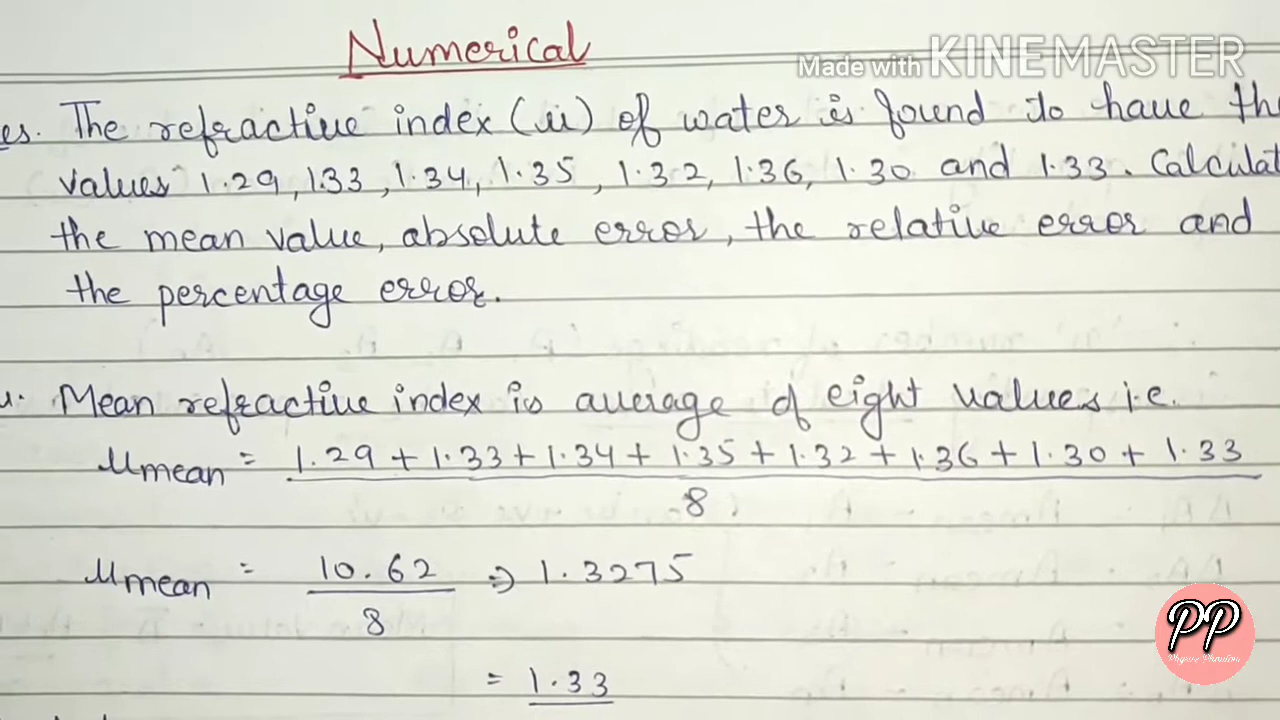 Numerical
Made with KINEMASTER
es. The refractive index (μ) of water is found to have th
values 1.29, 1.33, 1.34, 1.35, 1.32, 1.36, 1.30 and 1.33. Calculat
the mean value, absolute error, the relative error and
the percentage error.
Mean refractive index is average of eight values i.e.
μmean = 1.29 + 1.33 + 1.34 + 1.35 + 1.32 + 1.36 + 1.30 + 1.33
8
μmean = 10.62 ⇒ 1.3275
8
= 1.33
PP